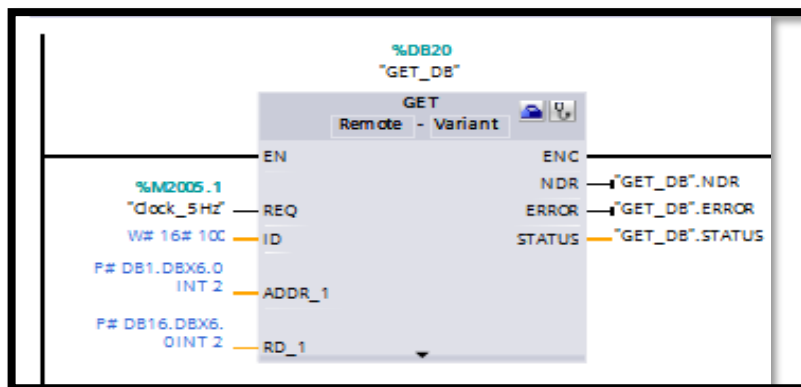 %DB20
"GET_DB"
GET
Remote - Variant
EN ENC
%M2005.1
"Clock_5Hz" REQ
NDR "GET_DB".NDR
ERROR "GET_DB".ERROR
W# 16# 100 ID
STATUS "GET_DB".STATUS
P# DB1.DBX6.0
INT 2 ADDR_1
P# DB16.DBX6.
0INT 2 RD_1